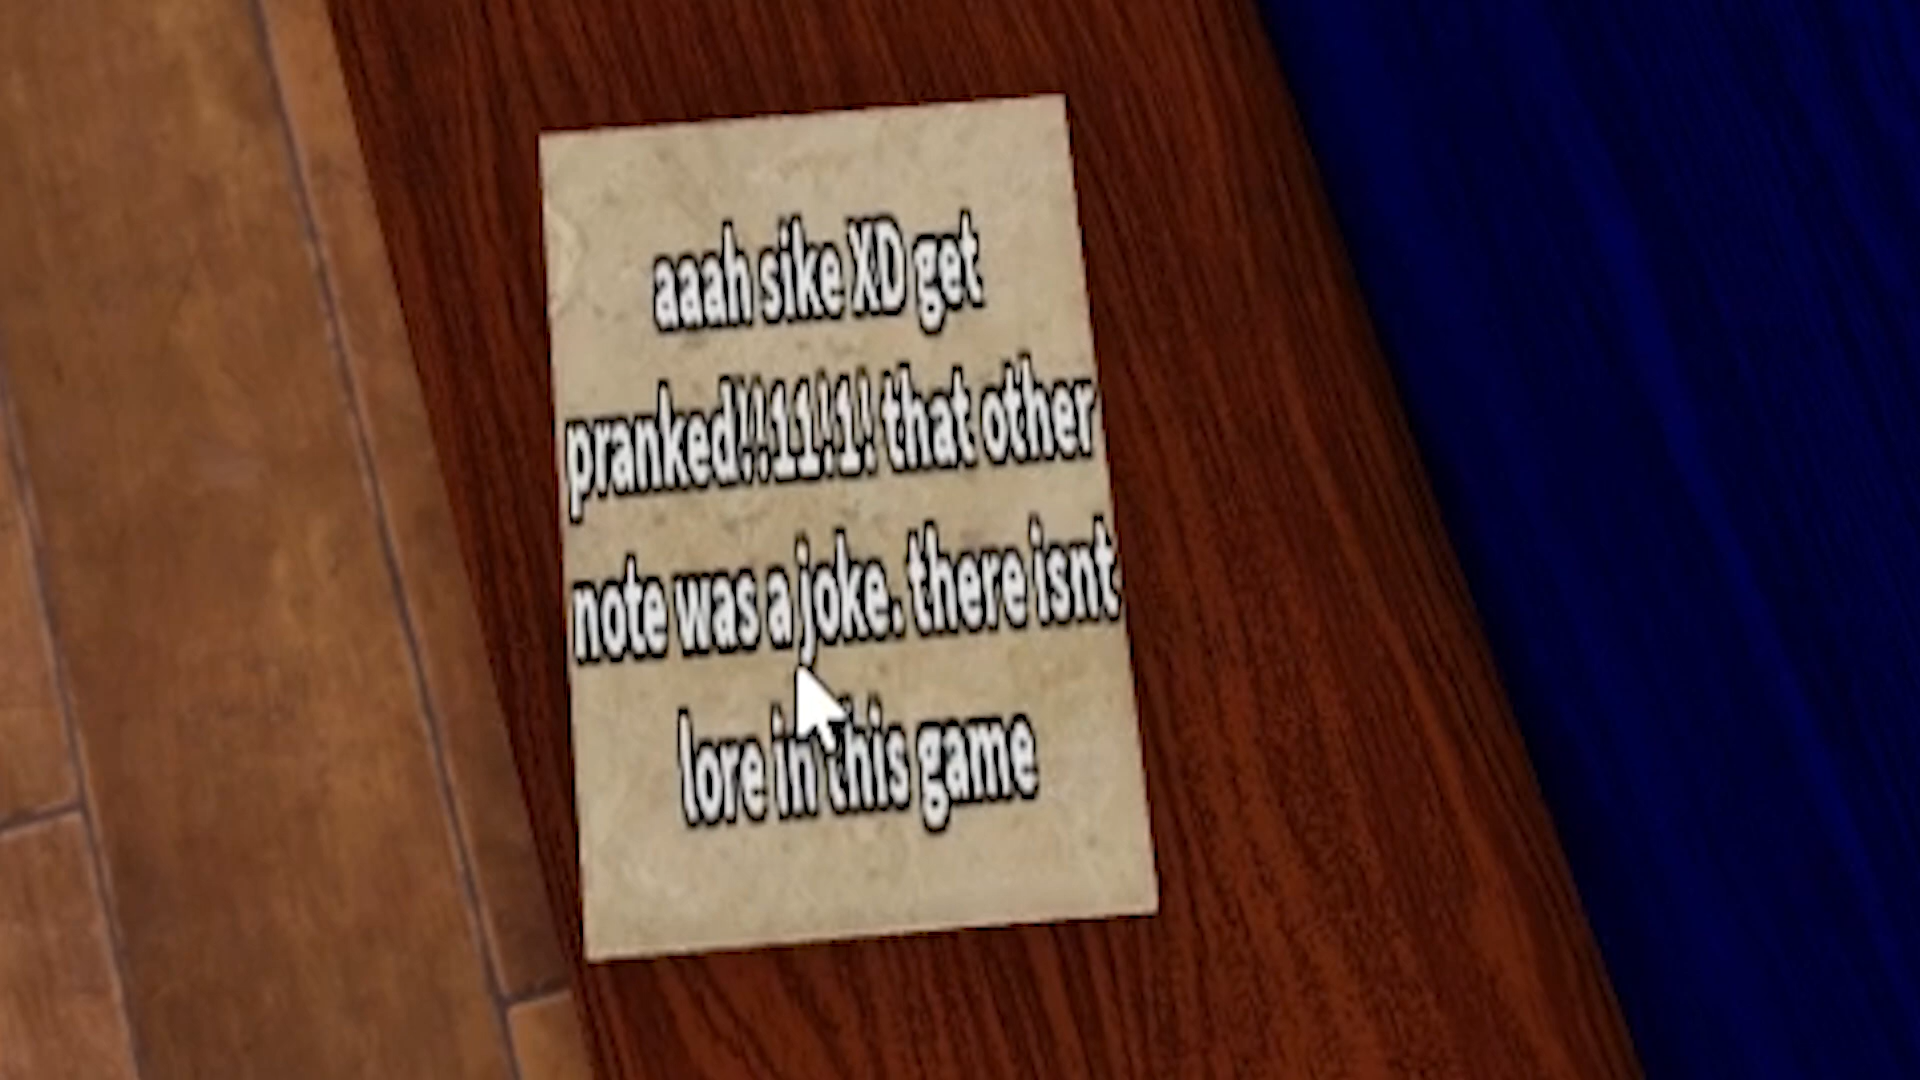 aaah sike XD get
pranked!!11!1! that other
note was a joke. there isnt
lore in this game